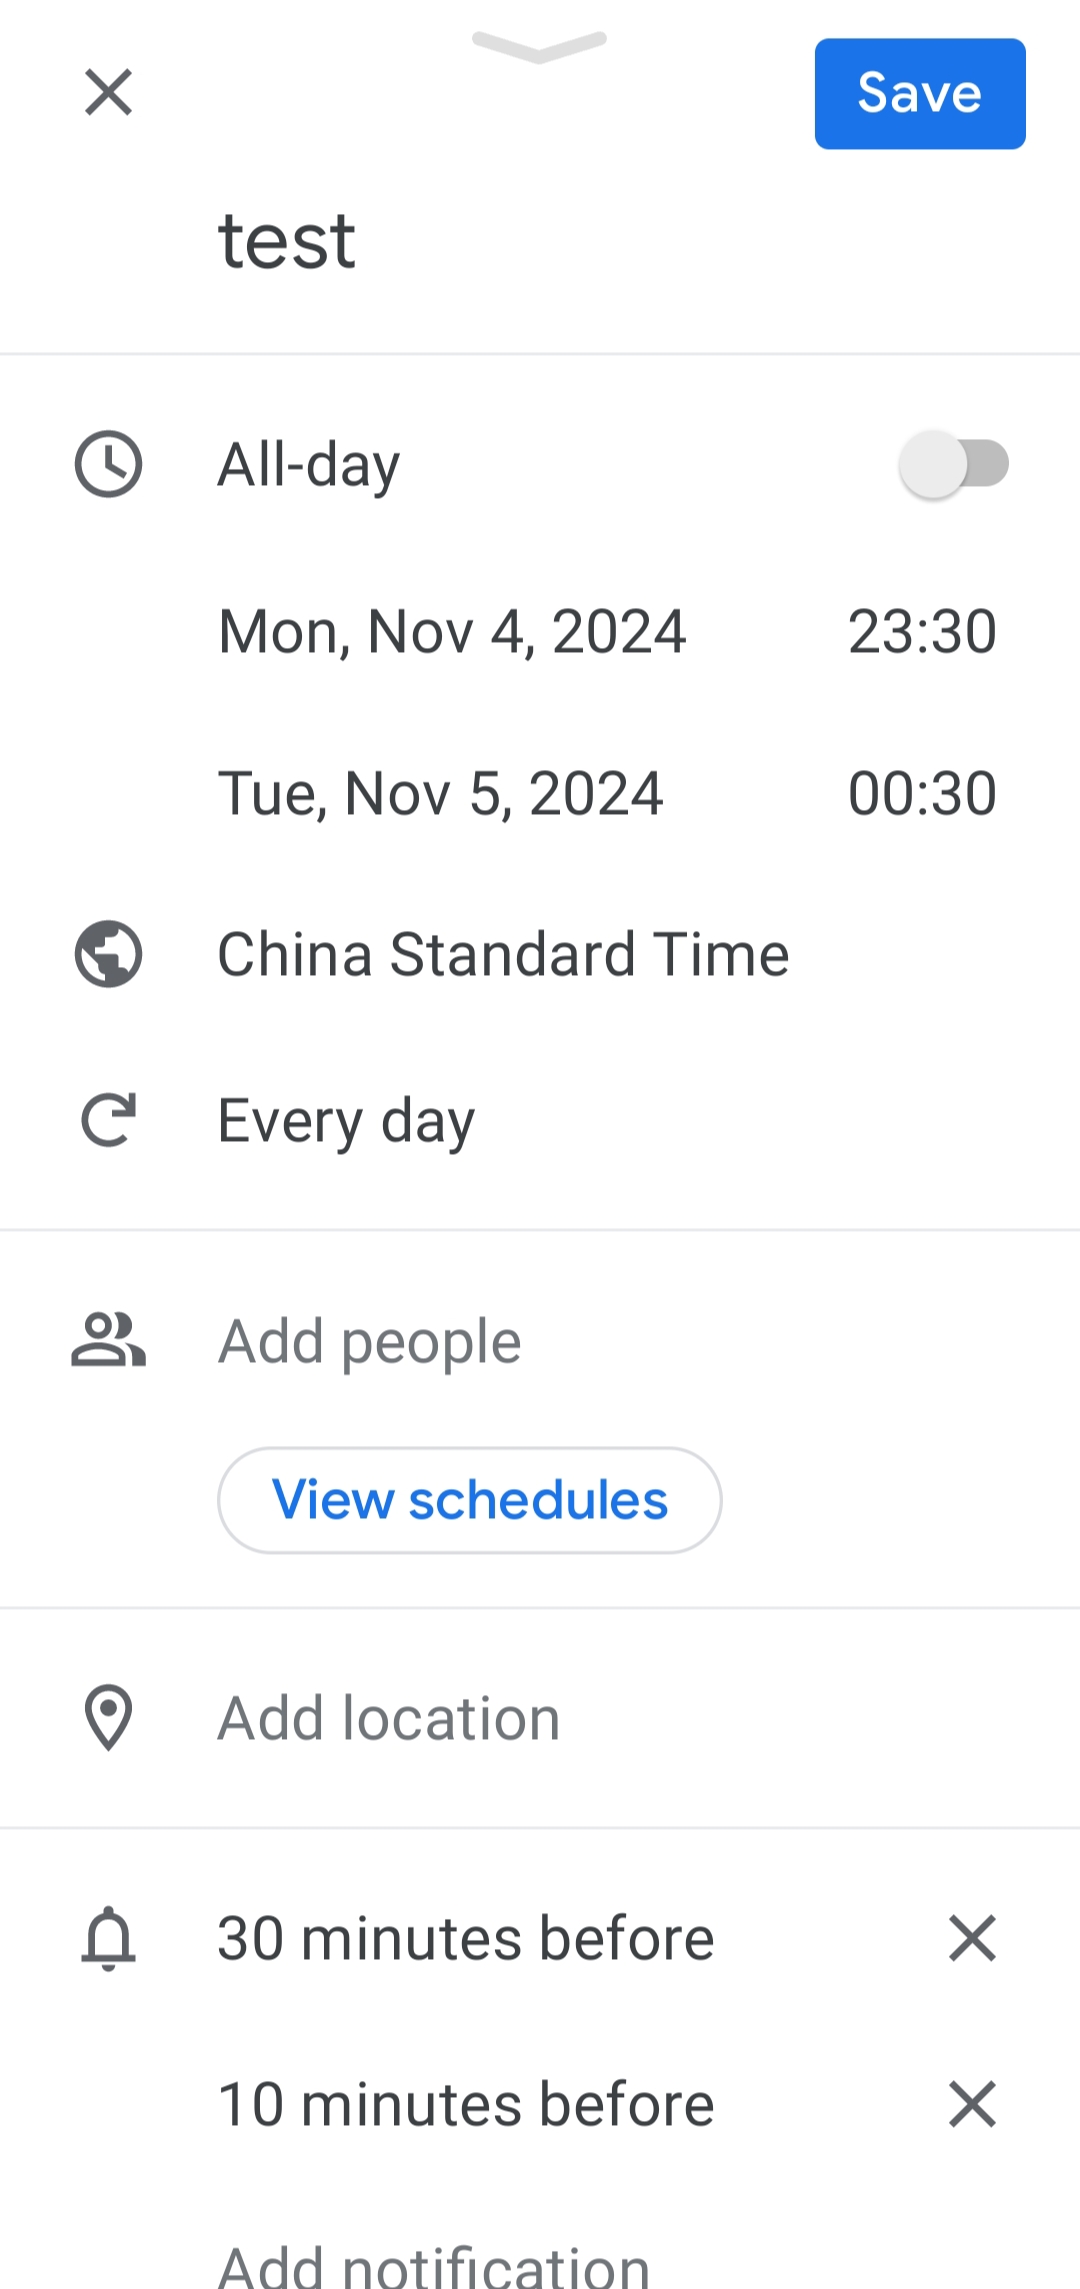 Save
test
All-day
Mon, Nov 4, 2024 23:30
Tue, Nov 5, 2024 00:30
China Standard Time
Every day
Add people
View schedules
Add location
30 minutes before
10 minutes before
Add notification